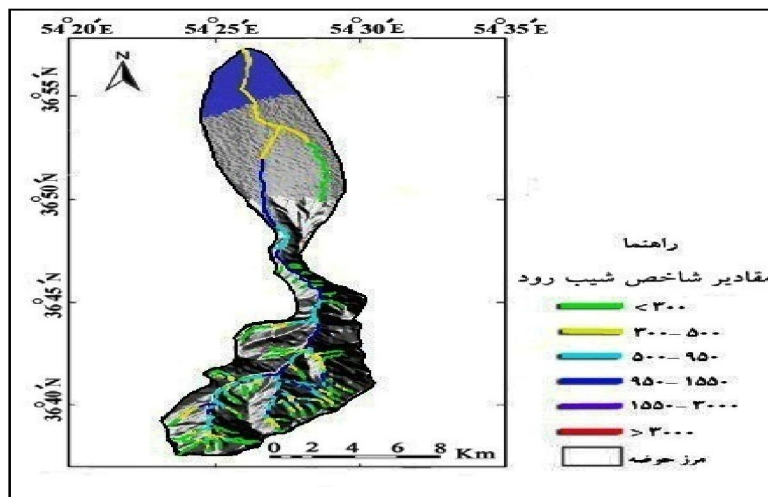 54°20′E 54°25′E 54°30′E 54°35′E
N
36°55′N
36°50′N
36°45′N
36°40′N
0 2 4 6 8 Km
راهنما
مقادیر شاخص شیب رود
< ۳۰۰
۳۰۰–۵۰۰
۵۰۰–۹۵۰
۹۵۰–۱۵۵۰
۱۵۵۰–۳۰۰۰
> ۳۰۰۰
مرز حوضه